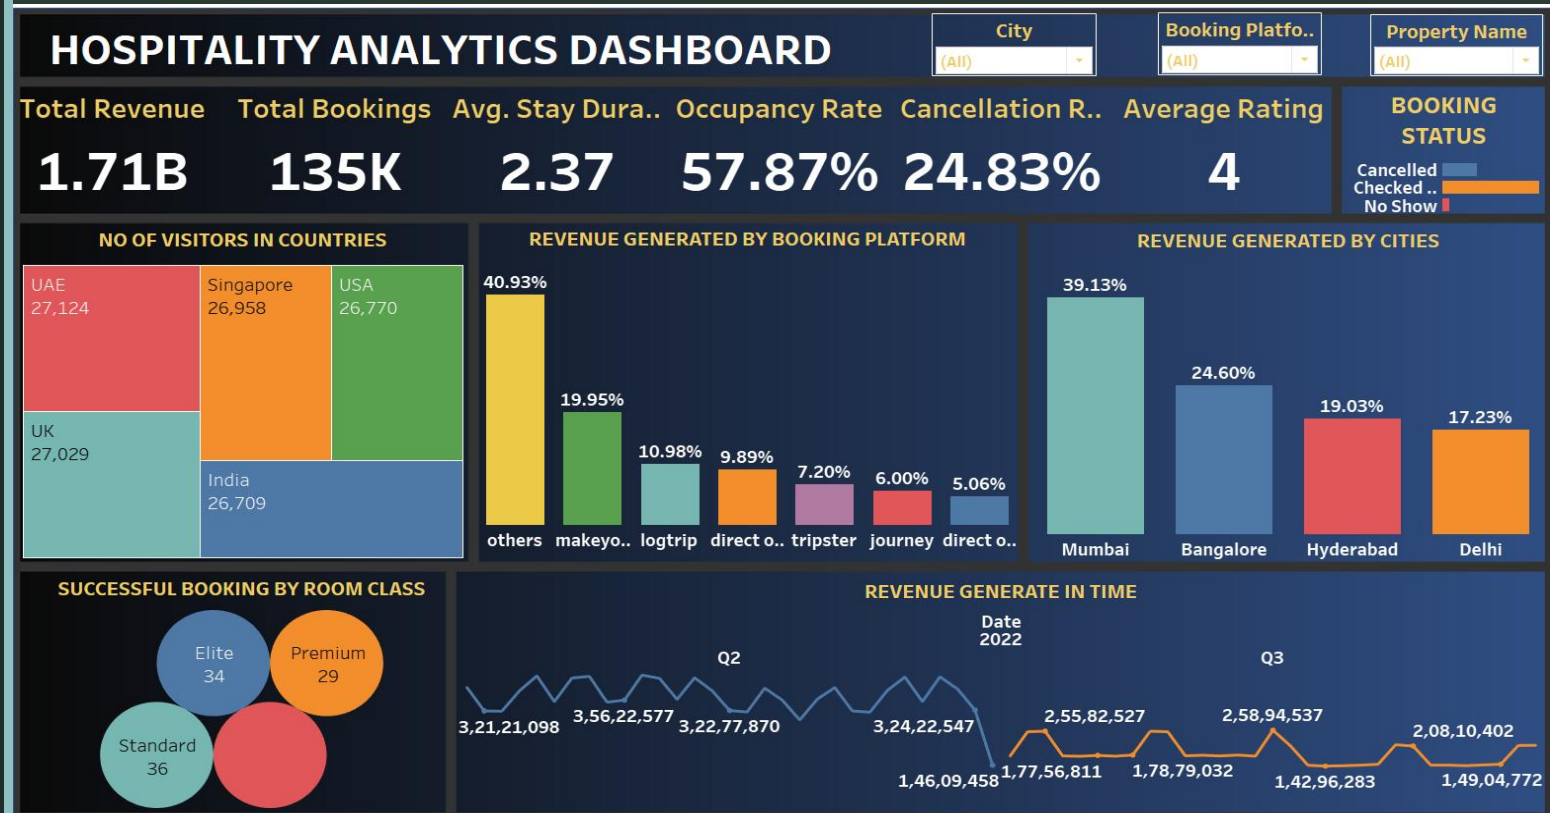 HOSPITALITY ANALYTICS DASHBOARD
City
(All)
Booking Platfo..
(All)
Property Name
(All)
Total Revenue
1.71B
Total Bookings
135K
Avg. Stay Dura..
2.37
Occupancy Rate
57.87%
Cancellation R..
24.83%
Average Rating
4
BOOKING
STATUS
Cancelled
Checked ..
No Show
NO OF VISITORS IN COUNTRIES
UAE
27,124
Singapore
26,958
USA
26,770
UK
27,029
India
26,709
REVENUE GENERATED BY BOOKING PLATFORM
40.93%
19.95%
10.98%
9.89%
7.20%
6.00%
5.06%
others
makeyo..
logtrip
direct o..
tripster
journey
direct o..
REVENUE GENERATED BY CITIES
39.13%
24.60%
19.03%
17.23%
Mumbai
Bangalore
Hyderabad
Delhi
SUCCESSFUL BOOKING BY ROOM CLASS
Elite
34
Premium
29
Standard
36
REVENUE GENERATE IN TIME
Date
2022
Q2
Q3
3,21,21,098
3,56,22,577
3,22,77,870
3,24,22,547
1,46,09,458
1,77,56,811
2,55,82,527
1,78,79,032
2,58,94,537
1,42,96,283
2,08,10,402
1,49,04,772